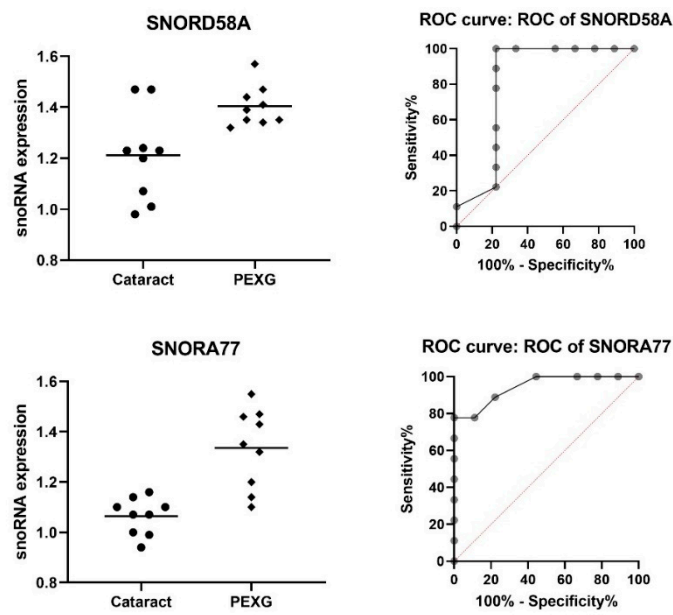 SNORD58A
snoRNA expression
1.6
1.4
1.2
1.0
0.8
Cataract PEXG
ROC curve: ROC of SNORD58A
Sensitivity%
100
80
60
40
20
0
0 20 40 60 80 100
100% - Specificity%
SNORA77
snoRNA expression
1.6
1.4
1.2
1.0
0.8
Cataract PEXG
ROC curve: ROC of SNORA77
Sensitivity%
100
80
60
40
20
0
0 20 40 60 80 100
100% - Specificity%